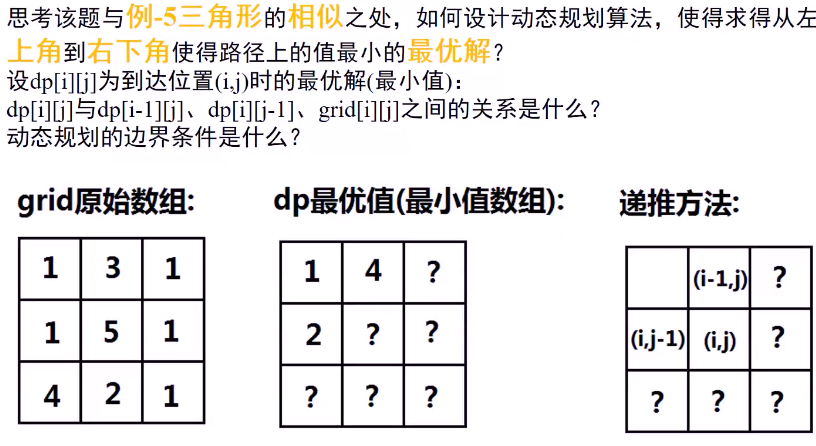 思考该题与例-5三角形的相似之处，如何设计动态规划算法，使得求得从左
上角到右下角使得路径上的值最小的最优解？
设dp[i][j]为到达位置(i,j)时的最优解(最小值)：
dp[i][j]与dp[i-1][j]、dp[i][j-1]、grid[i][j]之间的关系是什么？
动态规划的边界条件是什么？
grid原始数组:
1 3 1
1 5 1
4 2 1
dp最优值(最小值数组):
1 4 ?
2 ? ?
? ? ?
递推方法:
(i-1,j) ?
(i,j-1) (i,j) ?
? ? ?